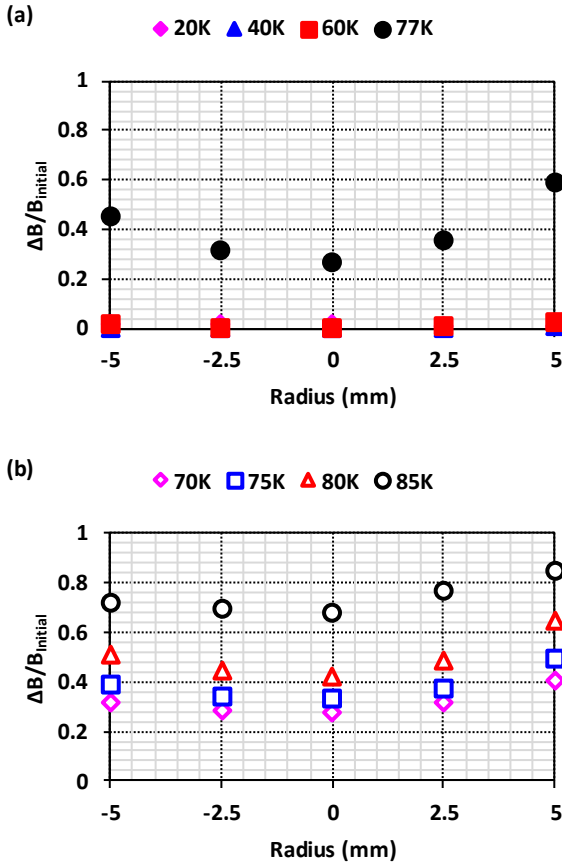 (a)
20K 40K 60K 77K
1
0.8
0.6
0.4
0.2
0
ΔB/Binitial
-5 -2.5 0 2.5 5
Radius (mm)
(b)
70K 75K 80K 85K
1
0.8
0.6
0.4
0.2
0
ΔB/BInitial
-5 -2.5 0 2.5 5
Radius (mm)